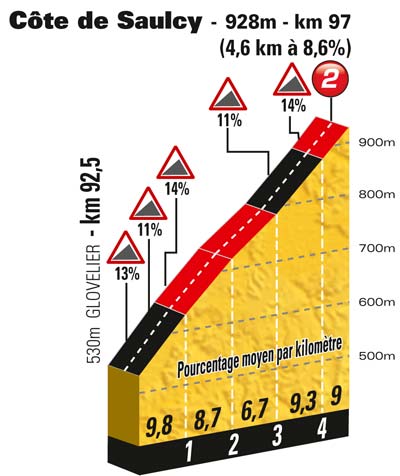 Côte de Saulcy - 928m - km 97
(4,6 km à 8,6%)
2
14%
11%
14%
11%
13%
530m GLOVELIER - km 92,5
900m
800m
700m
600m
500m
Pourcentage moyen par kilomètre
9,8 8,7 6,7 9,3 9
1 2 3 4